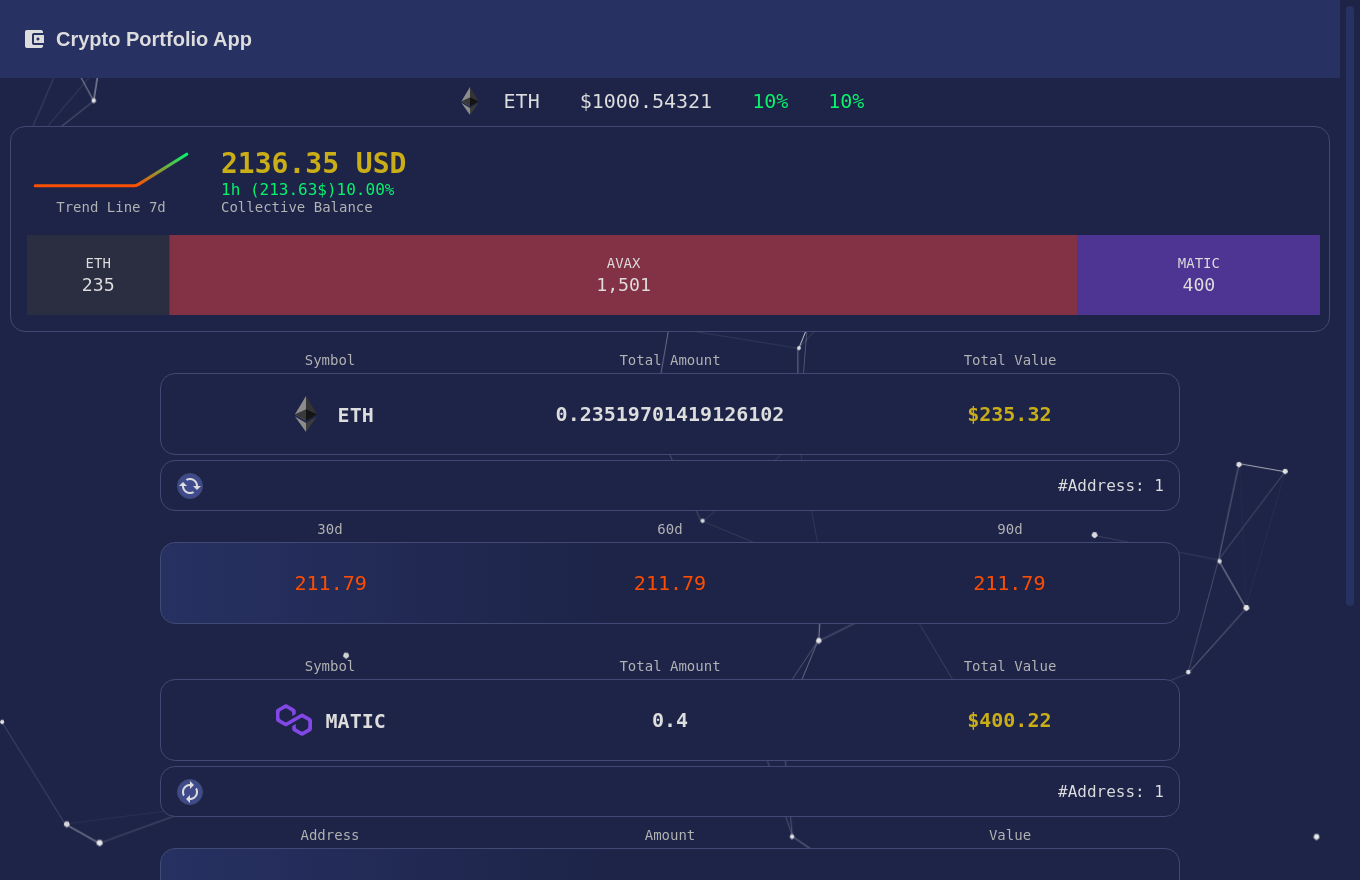 Crypto Portfolio App
ETH $1000.54321 10% 10%
2136.35 USD
1h (213.63$)10.00%
Trend Line 7d Collective Balance
ETH AVAX MATIC
235 1,501 400
Symbol Total Amount Total Value
ETH 0.23519701419126102 $235.32
#Address: 1
30d 60d 90d
211.79 211.79 211.79
Symbol Total Amount Total Value
MATIC 0.4 $400.22
#Address: 1
Address Amount Value